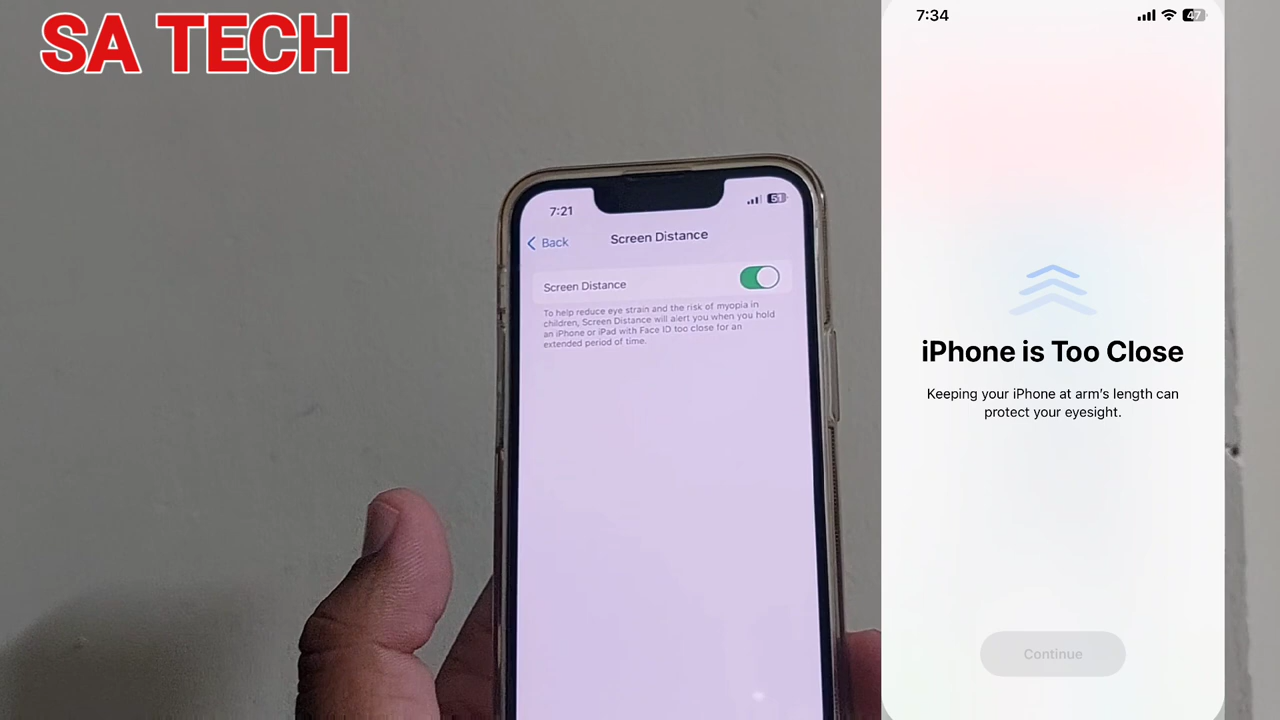 SA TECH
7:21
51
Back
Screen Distance
Screen Distance
To help reduce eye strain and the risk of myopia in
children, Screen Distance will alert you when you hold
an iPhone or iPad with Face ID too close for an
extended period of time.
7:34
47
iPhone is Too Close
Keeping your iPhone at arm's length can
protect your eyesight.
Continue